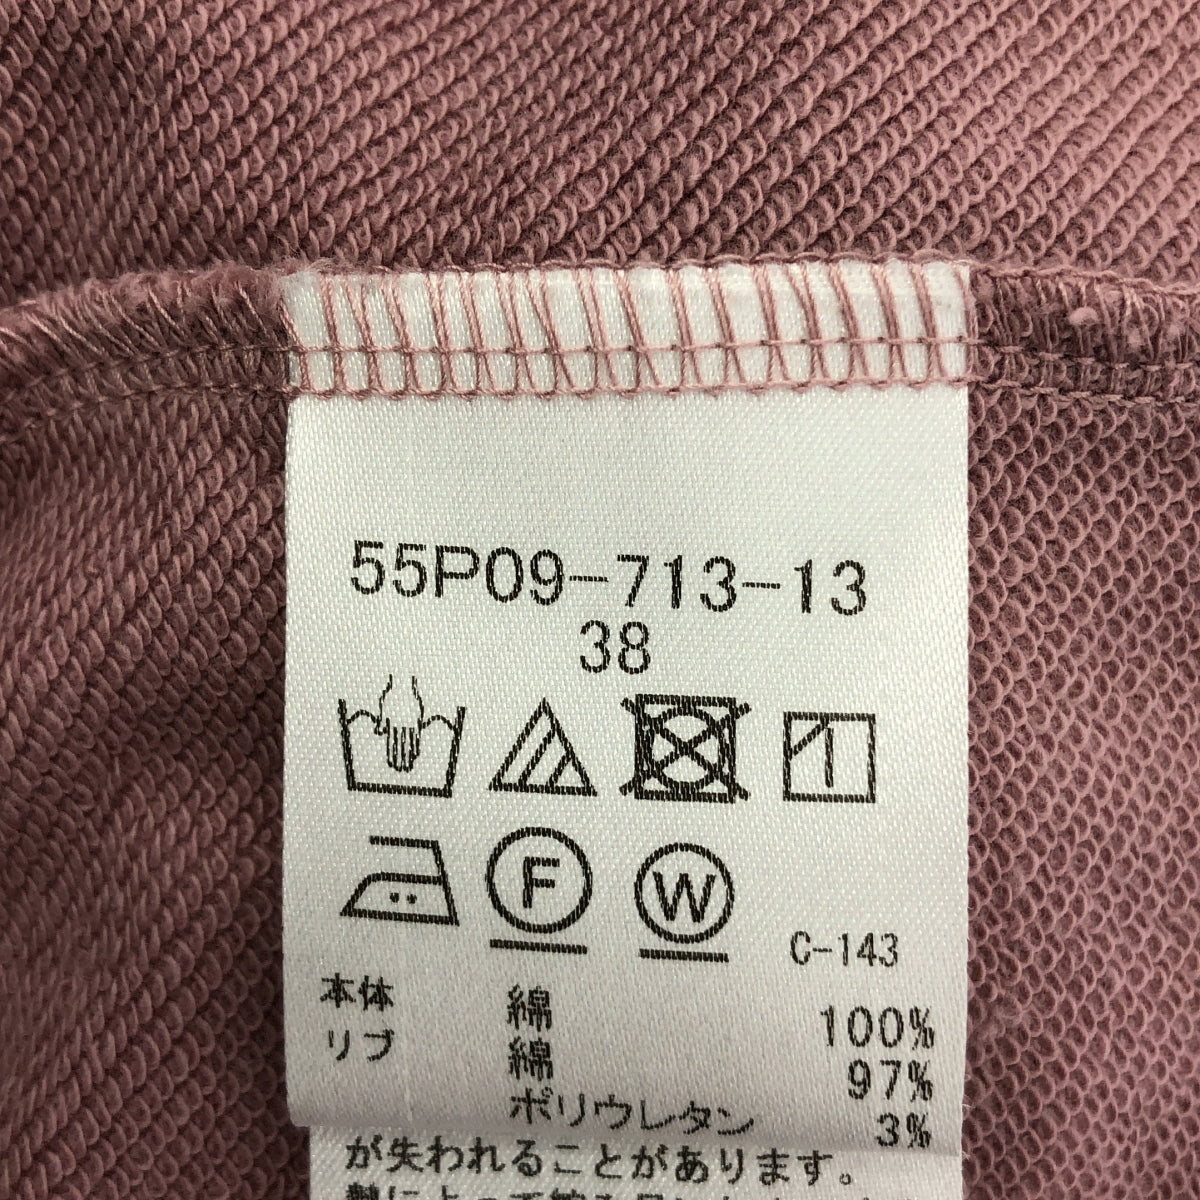 55P09-713-13
38
F W
C-143
本体 綿 100%
リブ 綿 97%
ポリウレタン 3%
が失われることがあります。